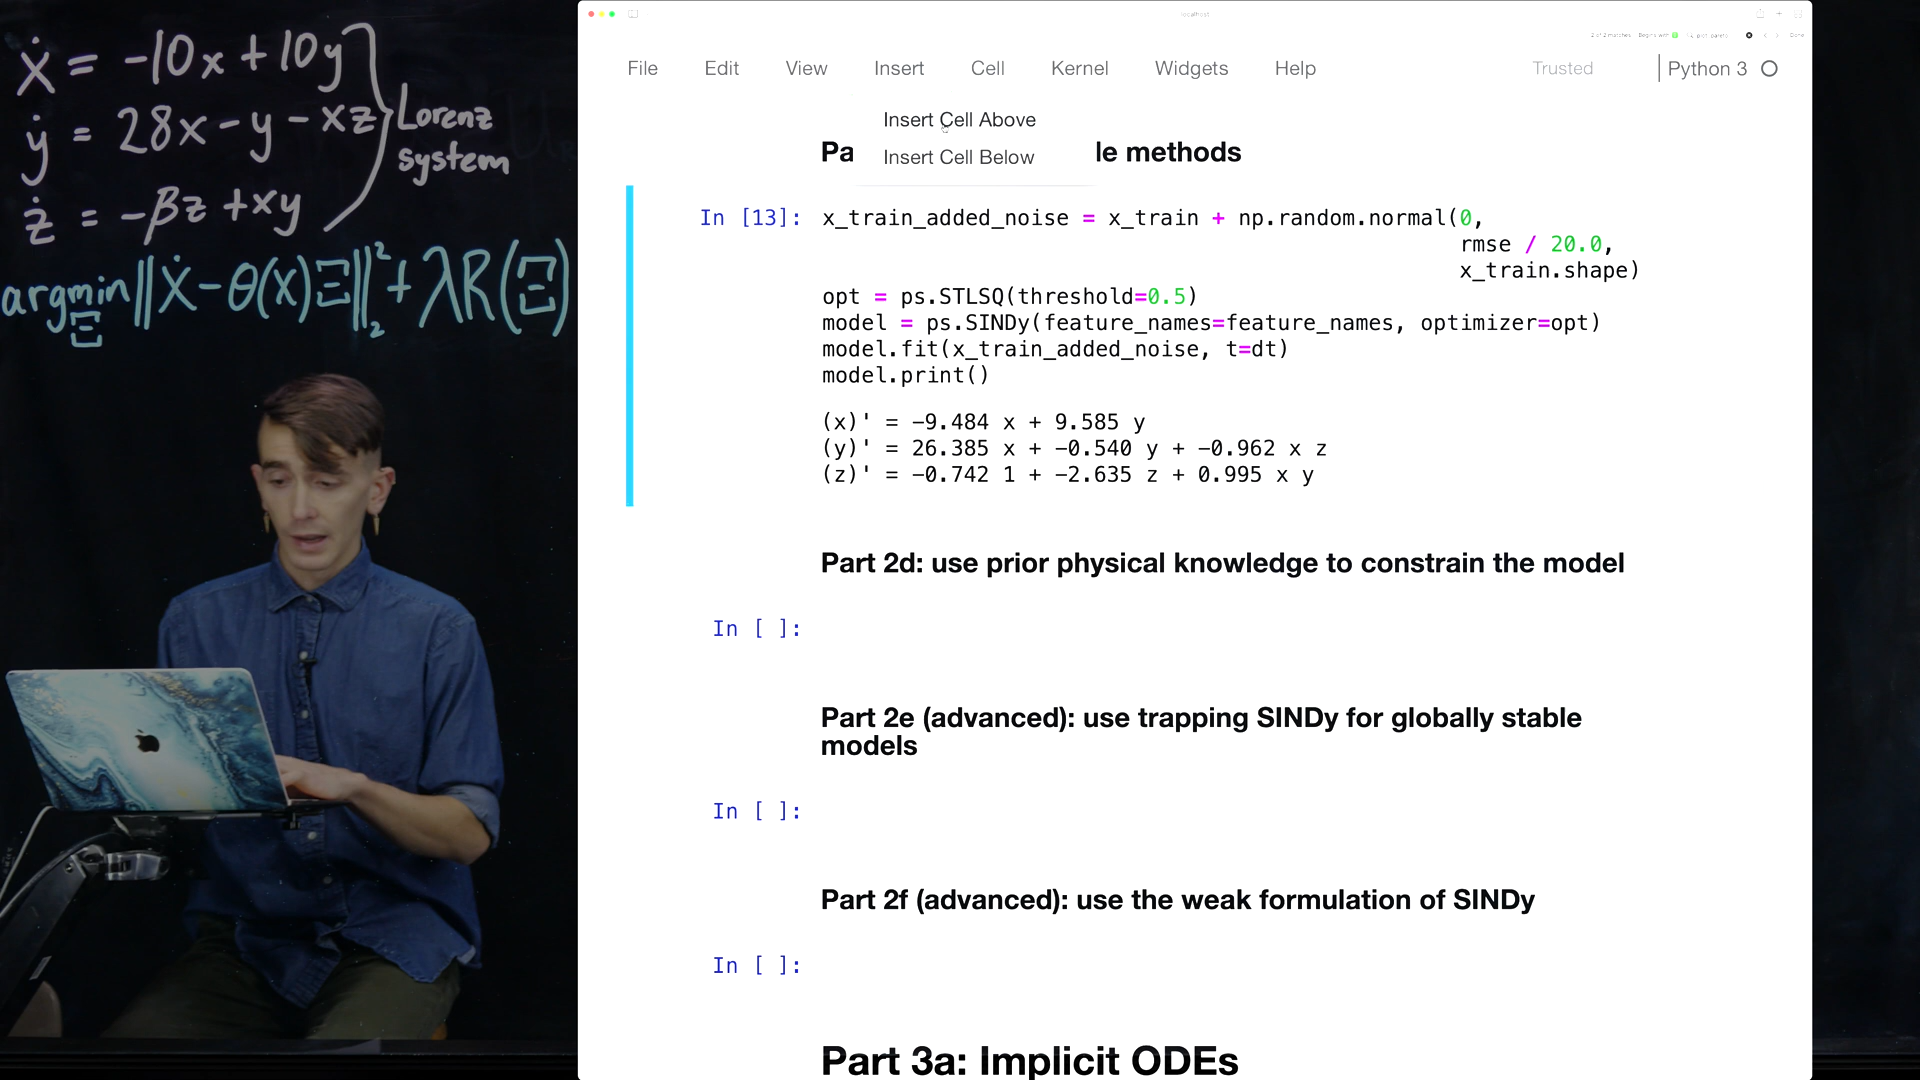 ẋ = -10x + 10y
ẏ = 28x - y - xz
ż = -βz + xy
Lorenz
system
argmin ‖Ẋ - Θ(X)Ξ‖²₂ + λR(Ξ)
Ξ
localhost
2 of 2 matches
Done
File Edit View Insert Cell Kernel Widgets Help Trusted Python 3
Insert Cell Above
Insert Cell Below
Pa le methods
In [13]: x_train_added_noise = x_train + np.random.normal(0,
rmse / 20.0,
x_train.shape)
opt = ps.STLSQ(threshold=0.5)
model = ps.SINDy(feature_names=feature_names, optimizer=opt)
model.fit(x_train_added_noise, t=dt)
model.print()
(x)' = -9.484 x + 9.585 y
(y)' = 26.385 x + -0.540 y + -0.962 x z
(z)' = -0.742 1 + -2.635 z + 0.995 x y
Part 2d: use prior physical knowledge to constrain the model
In [ ]:
Part 2e (advanced): use trapping SINDy for globally stable
models
In [ ]:
Part 2f (advanced): use the weak formulation of SINDy
In [ ]:
Part 3a: Implicit ODEs